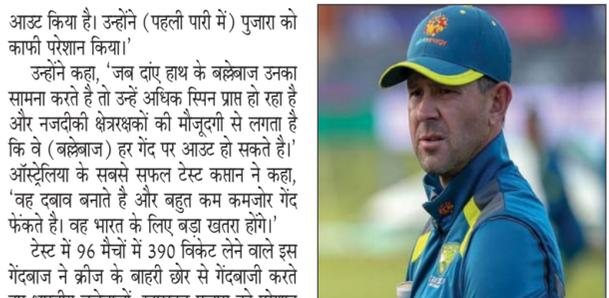 आउट किया है। उन्होंने (पहली पारी में) पुजारा को
काफी परेशान किया।’
उन्होंने कहा, ‘जब दांए हाथ के बल्लेबाज उनका
सामना करते है तो उन्हें अधिक स्पिन प्राप्त हो रहा है
और नजदीकी क्षेत्ररक्षकों की मौजूदगी से लगता है
कि वे (बल्लेबाज) हर गेंद पर आउट हो सकते है।’
ऑस्ट्रेलिया के सबसे सफल टेस्ट कप्तान ने कहा,
‘वह दबाव बनाते है और बहुत कम कमजोर गेंद
फेंकते है। वह भारत के लिए बड़ा खतरा होंगे।’
टेस्ट में 96 मैचों में 390 विकेट लेने वाले इस
गेंदबाज ने क्रीज के बाहरी छोर से गेंदबाजी करते